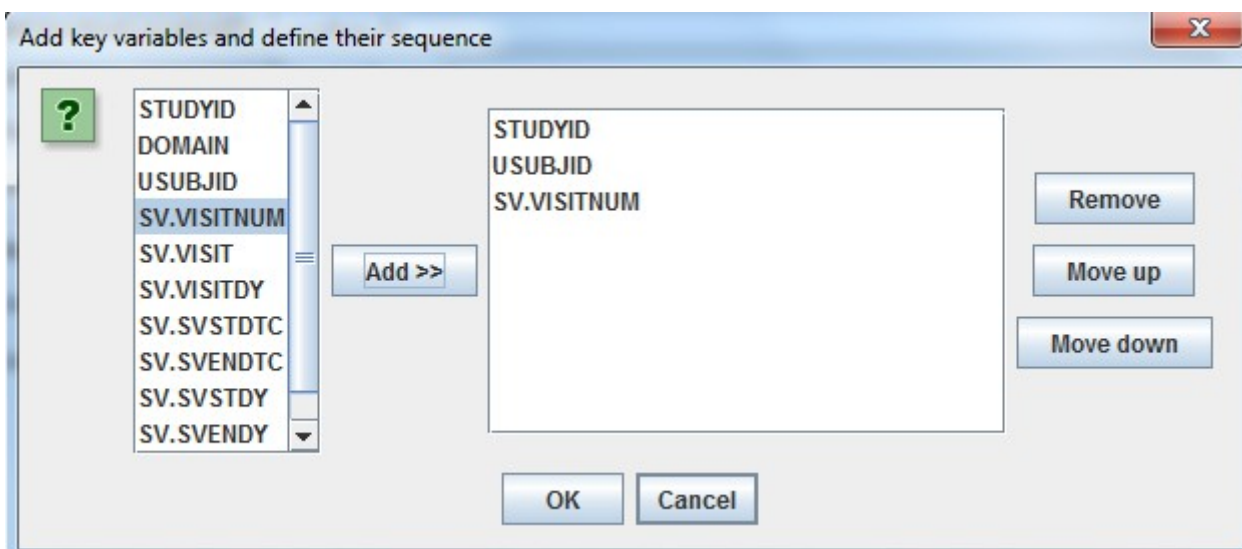 Add key variables and define their sequence
X
?
STUDYID
DOMAIN
USUBJID
SV.VISITNUM
SV.VISIT
SV.VISITDY
SV.SVSTDTC
SV.SVENDTC
SV.SVSTDY
SV.SVENDY
Add >>
STUDYID
USUBJID
SV.VISITNUM
Remove
Move up
Move down
OK Cancel